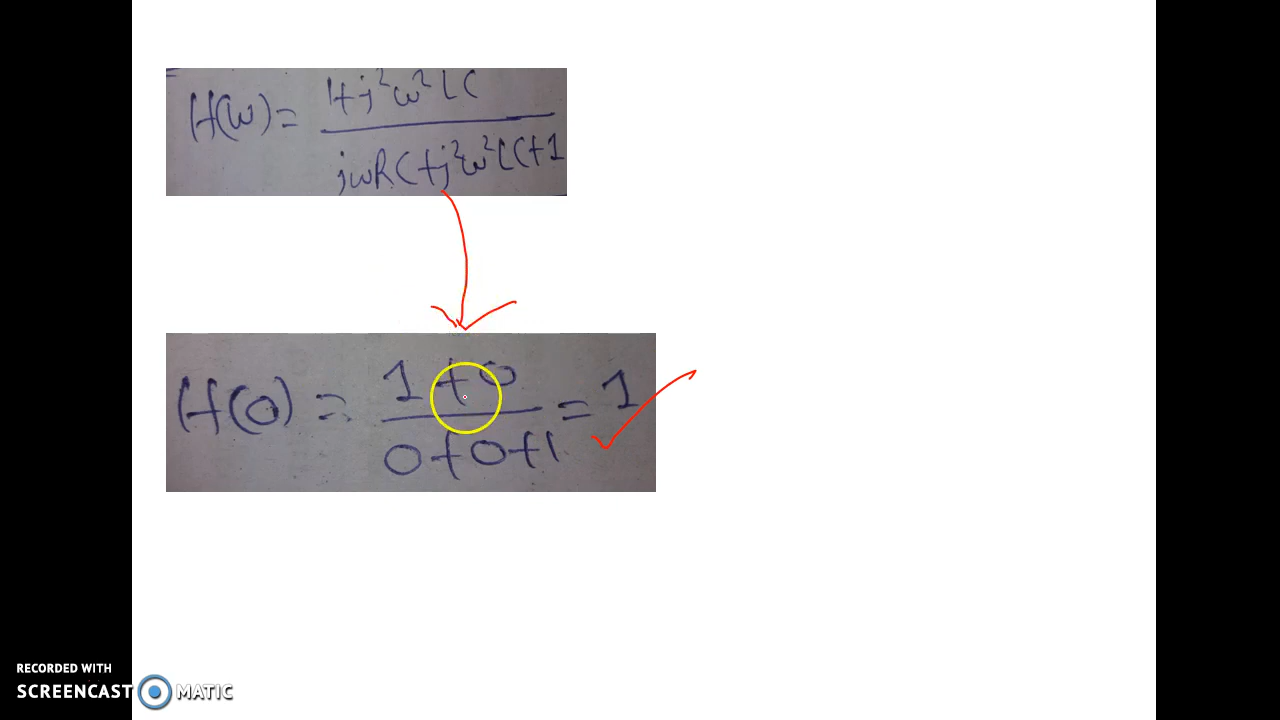 H(ω)=
1+j²ω²LC
jωRC+j²ω²LC+1
H(0) = 1+0 = 1
0+0+1
RECORDED WITH
SCREENCAST MATIC